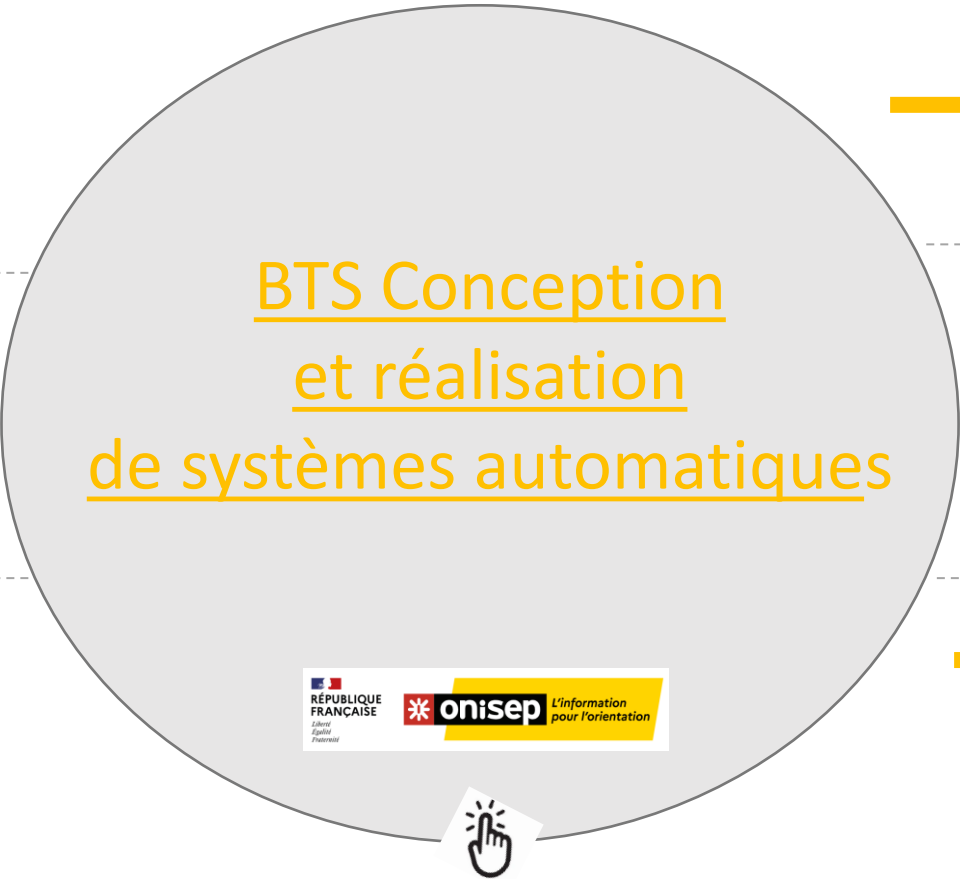 BTS Conception
et réalisation
de systèmes automatiques
RÉPUBLIQUE
FRANÇAISE
Liberté
Égalité
Fraternité
onisep
L'information
pour l'orientation